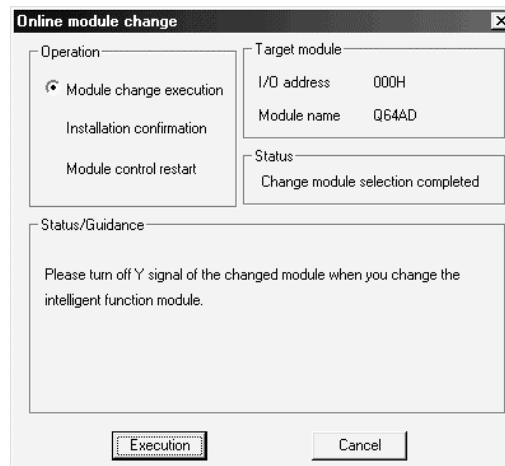 Online module change
Operation
Module change execution
Installation confirmation
Module control restart
Target module
I/O address 000H
Module name Q64AD
Status
Change module selection completed
Status/Guidance
Please turn off Y signal of the changed module when you change the
intelligent function module.
Execution Cancel